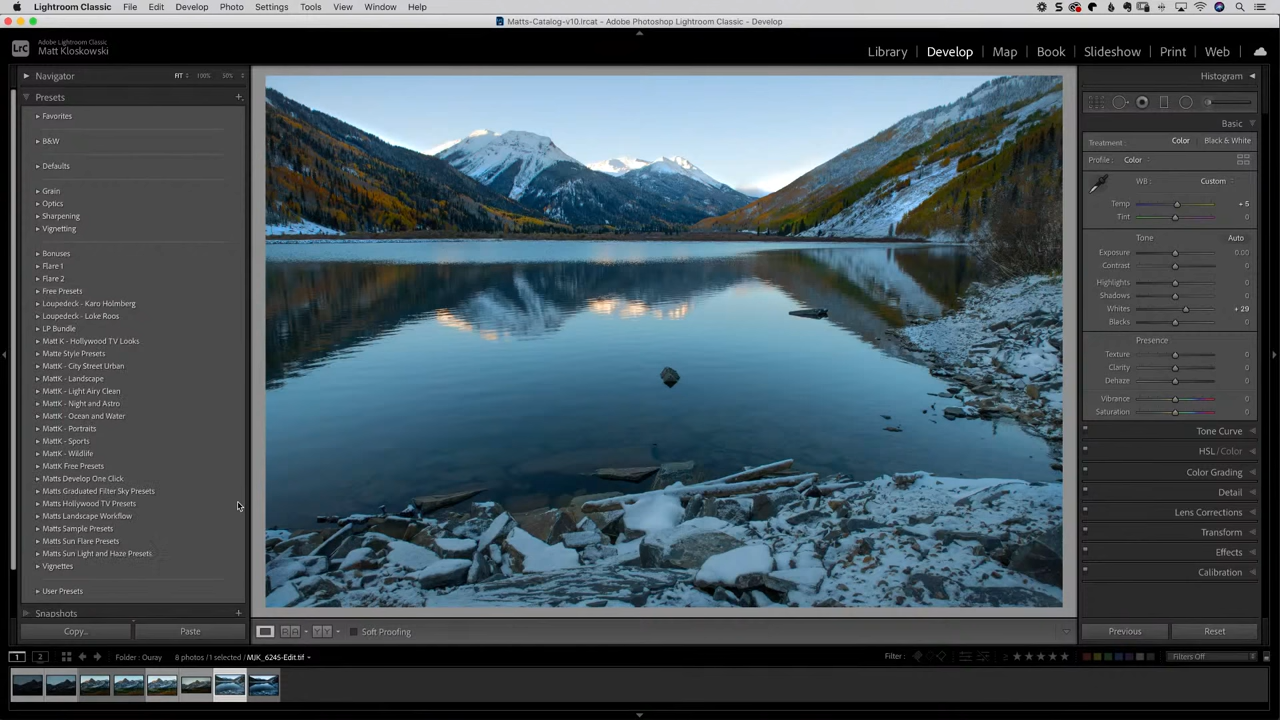 Lightroom Classic File Edit Develop Photo Settings Tools View Window Help
Matts-Catalog-v10.lrcat - Adobe Photoshop Lightroom Classic - Develop
LrC Adobe Lightroom Classic
Matt Kloskowski
Library Develop Map Book Slideshow Print Web
Navigator FIT 100% 50%
Presets +
Favorites
B&W
Defaults
Grain
Optics
Sharpening
Vignetting
Bonuses
Flare 1
Flare 2
Free Presets
Loupedeck - Karo Holmberg
Loupedeck - Loke Roos
LP Bundle
Matt K - Hollywood TV Looks
Matte Style Presets
MattK - City Street Urban
MattK - Landscape
MattK - Light Airy Clean
MattK - Night and Astro
MattK - Ocean and Water
MattK - Portraits
MattK - Sports
MattK - Wildlife
MattK Free Presets
Matts Develop One Click
Matts Graduated Filter Sky Presets
Matts Hollywood TV Presets
Matts Landscape Workflow
Matts Sample Presets
Matts Sun Flare Presets
Matts Sun Light and Haze Presets
Vignettes
User Presets
Snapshots +
Copy... Paste
Soft Proofing
Histogram
Basic
Treatment: Color Black & White
Profile: Color
WB: Custom
Temp + 5
Tint 0
Tone Auto
Exposure 0.00
Contrast 0
Highlights 0
Shadows 0
Whites + 29
Blacks 0
Presence
Texture 0
Clarity 0
Dehaze 0
Vibrance 0
Saturation 0
Tone Curve
HSL / Color
Color Grading
Detail
Lens Corrections
Transform
Effects
Calibration
Previous Reset
1 2 Folder : Ouray 8 photos /1 selected / MJK_6245-Edit.tif Filter : Filters Off